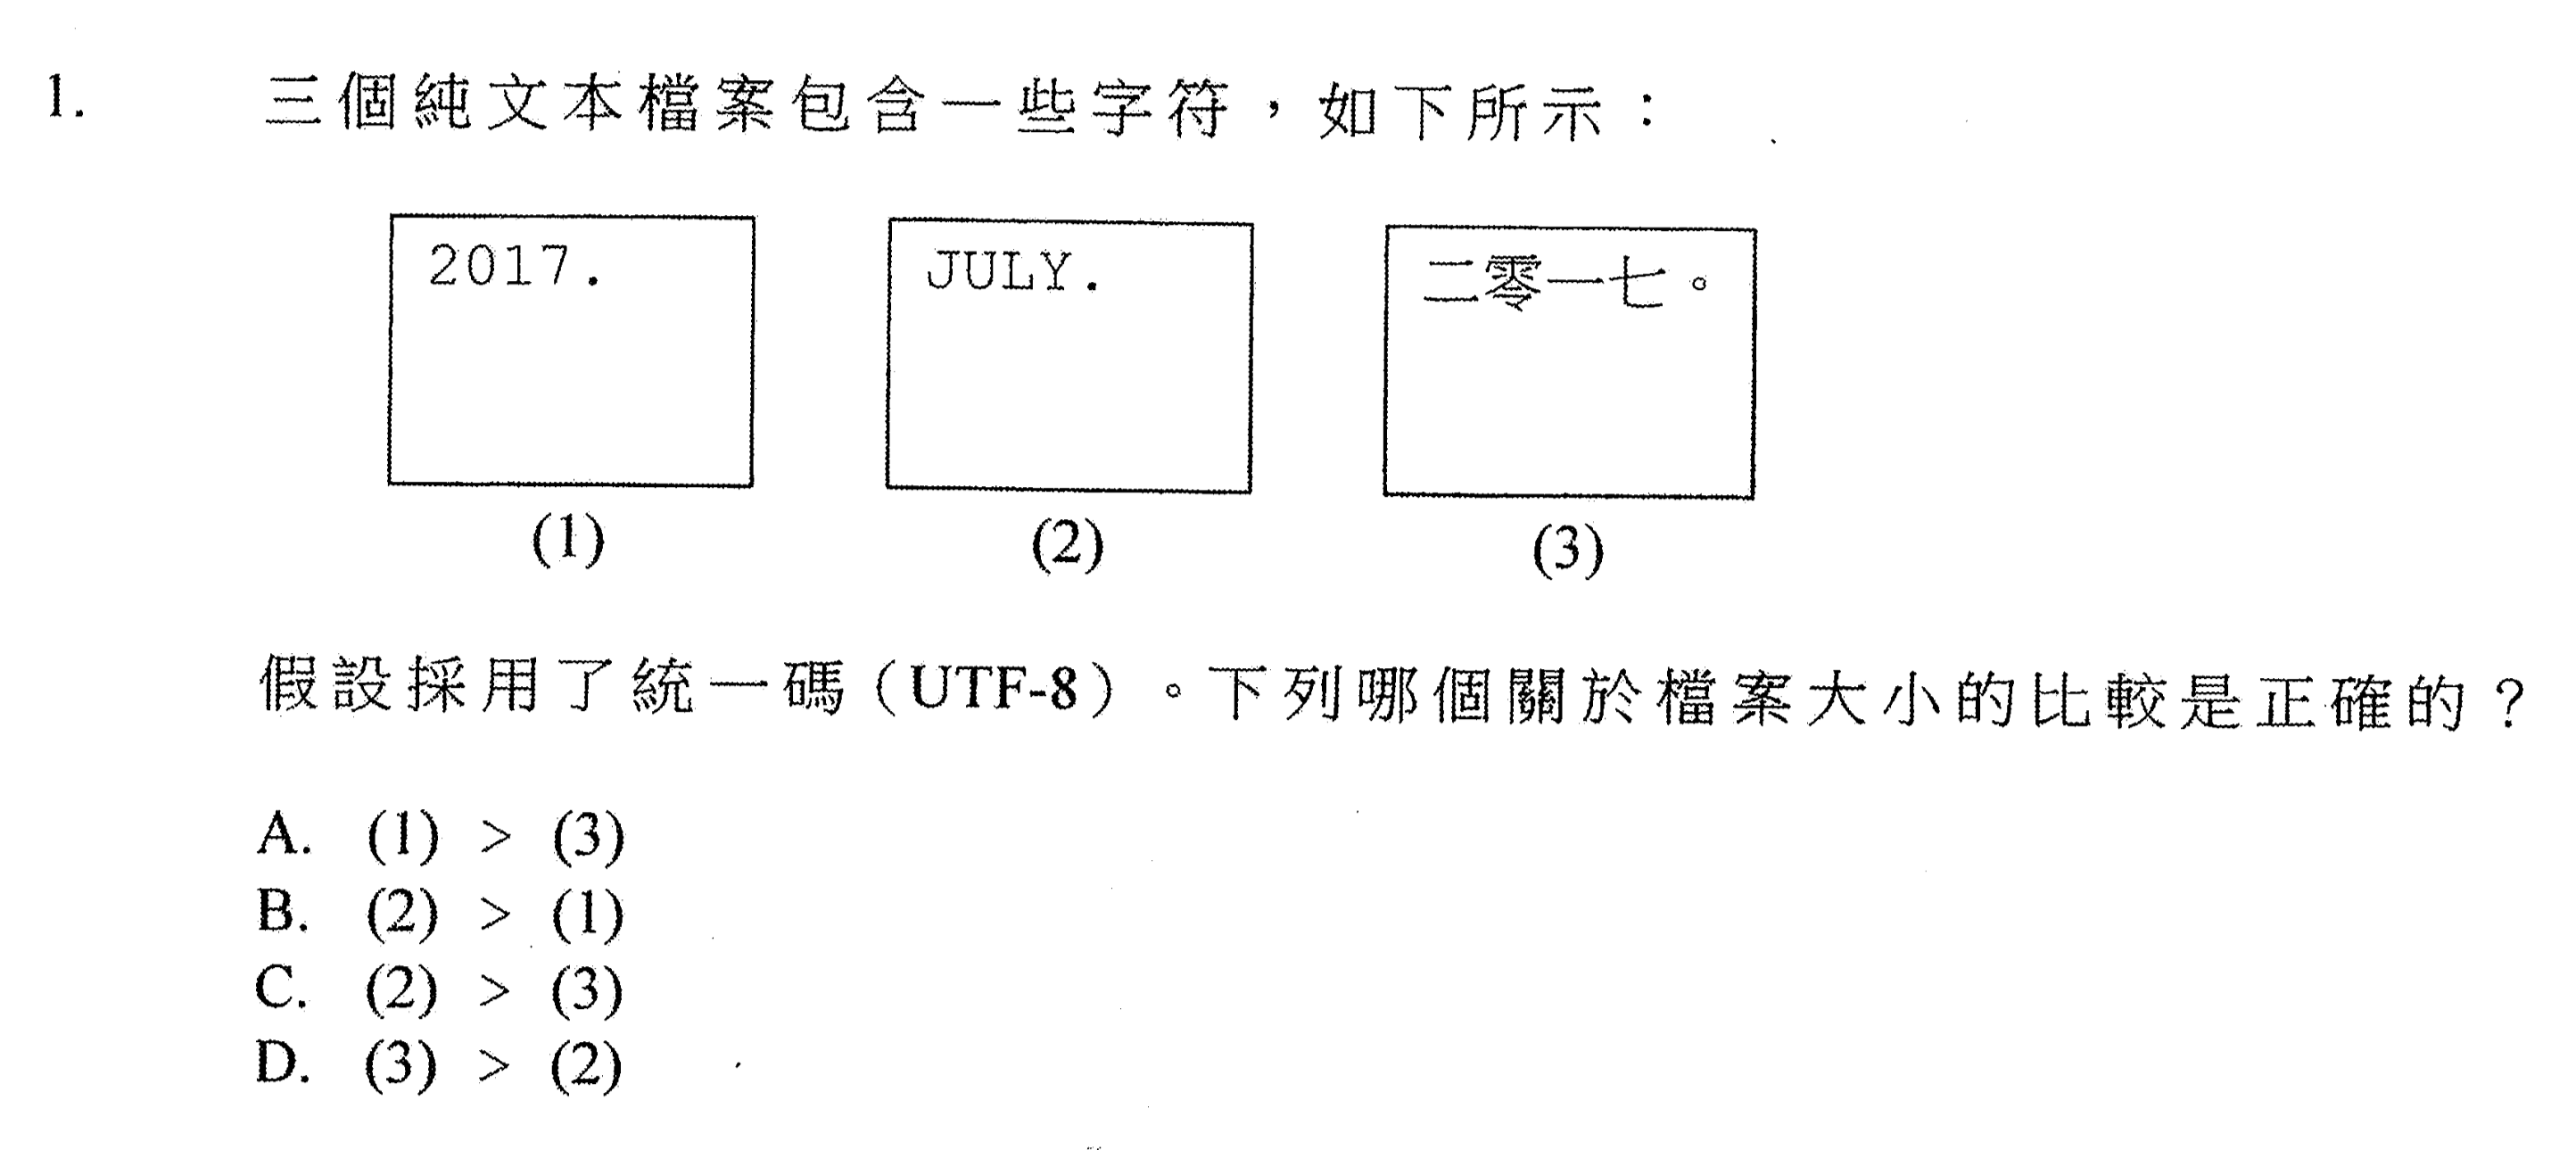 1. 三個純文本檔案包含一些字符，如下所示：
2017. JULY. 二零一七。
(1) (2) (3)
假設採用了統一碼（UTF-8）。下列哪個關於檔案大小的比較是正確的？
A. (1) > (3)
B. (2) > (1)
C. (2) > (3)
D. (3) > (2)